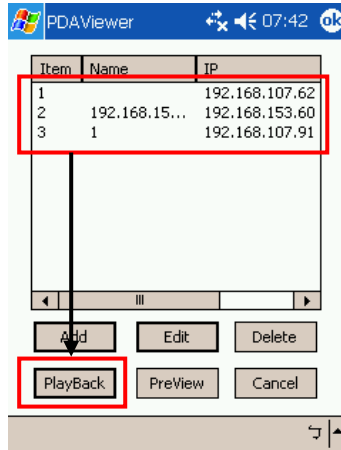 PDAViewer 07:42 ok
Item Name IP
1 192.168.107.62
2 192.168.15... 192.168.153.60
3 1 192.168.107.91
Add Edit Delete
PlayBack PreView Cancel